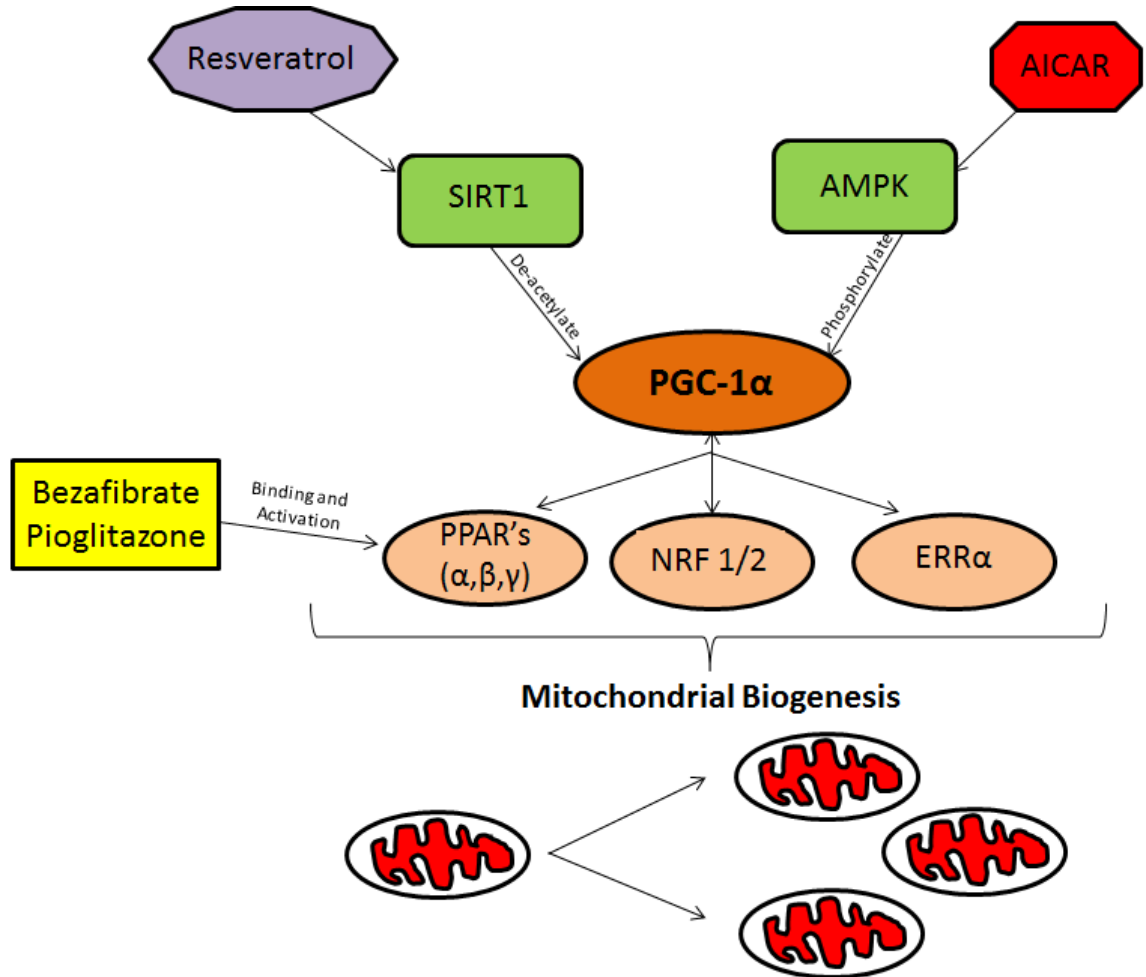 Resveratrol
AICAR
SIRT1
AMPK
De-acetylate
Phosphorylate
PGC-1α
Bezafibrate
Pioglitazone
Binding and
Activation
PPAR’s
(α,β,γ)
NRF 1/2
ERRα
Mitochondrial Biogenesis